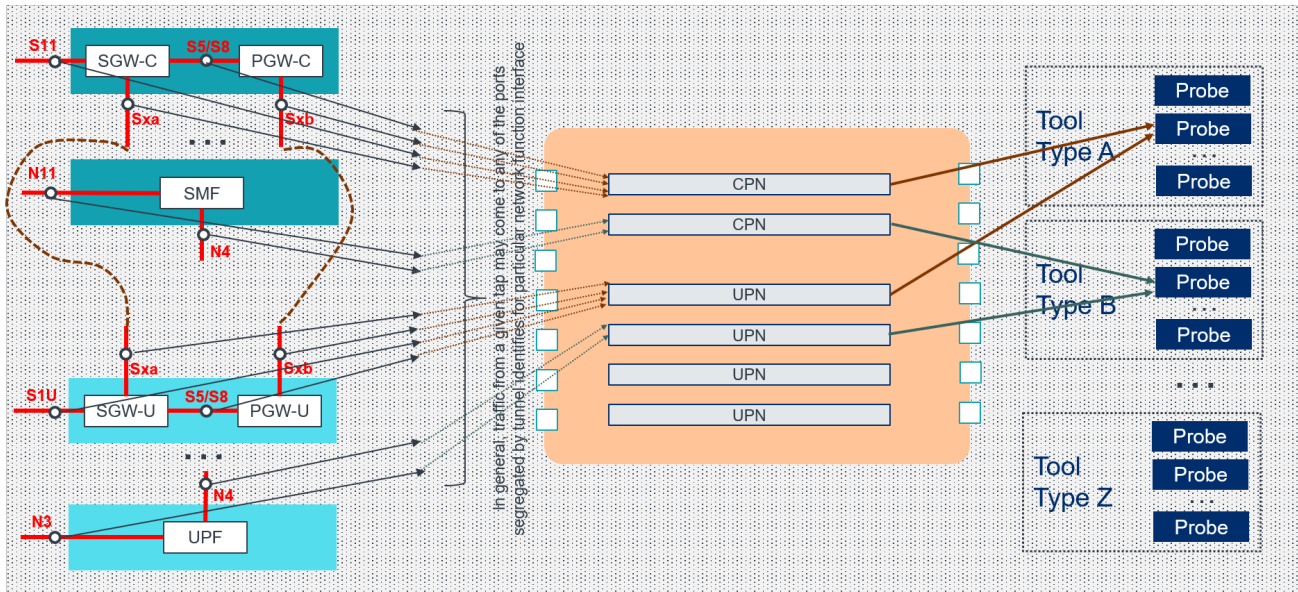 S11
SGW-C
S5/S8
PGW-C
Sxa
Sxb
...
N11
SMF
N4
Sxa
Sxb
S1U
SGW-U
S5/S8
PGW-U
...
N4
N3
UPF
In general, traffic from a given tap may come to any of the ports
segregated by tunnel identifies for particular network function interface
CPN
CPN
UPN
UPN
UPN
UPN
Tool
Type A
Probe
Probe
...
Probe
Tool
Type B
Probe
Probe
...
Probe
...
Tool
Type Z
Probe
Probe
...
Probe